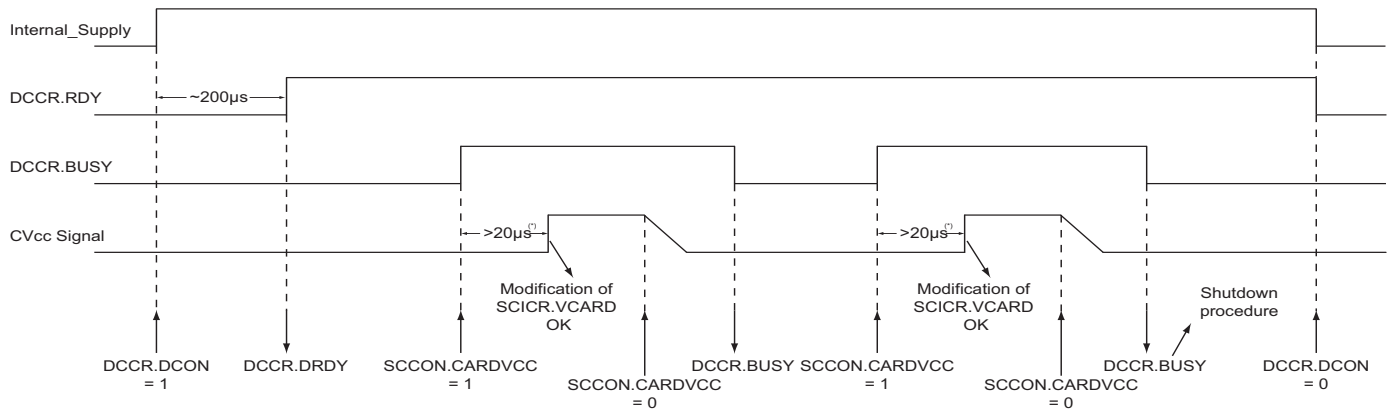 Internal_Supply
DCCR.RDY
~200µs
DCCR.BUSY
CVcc Signal
>20µs(*)
>20µs(*)
Modification of
SCICR.VCARD
OK
Modification of
SCICR.VCARD
OK
Shutdown
procedure
DCCR.DCON
= 1
DCCR.DRDY
SCCON.CARDVCC
= 1
SCCON.CARDVCC
= 0
DCCR.BUSY
SCCON.CARDVCC
= 1
SCCON.CARDVCC
= 0
DCCR.BUSY
DCCR.DCON
= 0